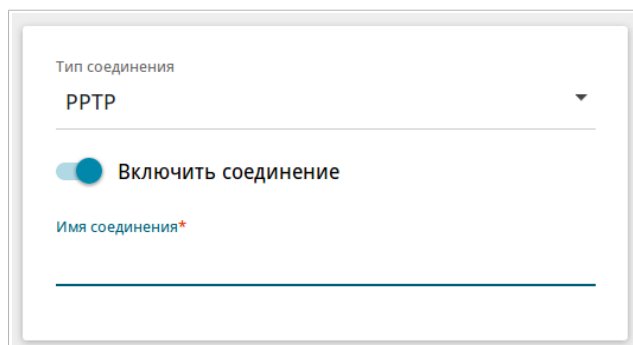 Тип соединения
PPTP
Включить соединение
Имя соединения*